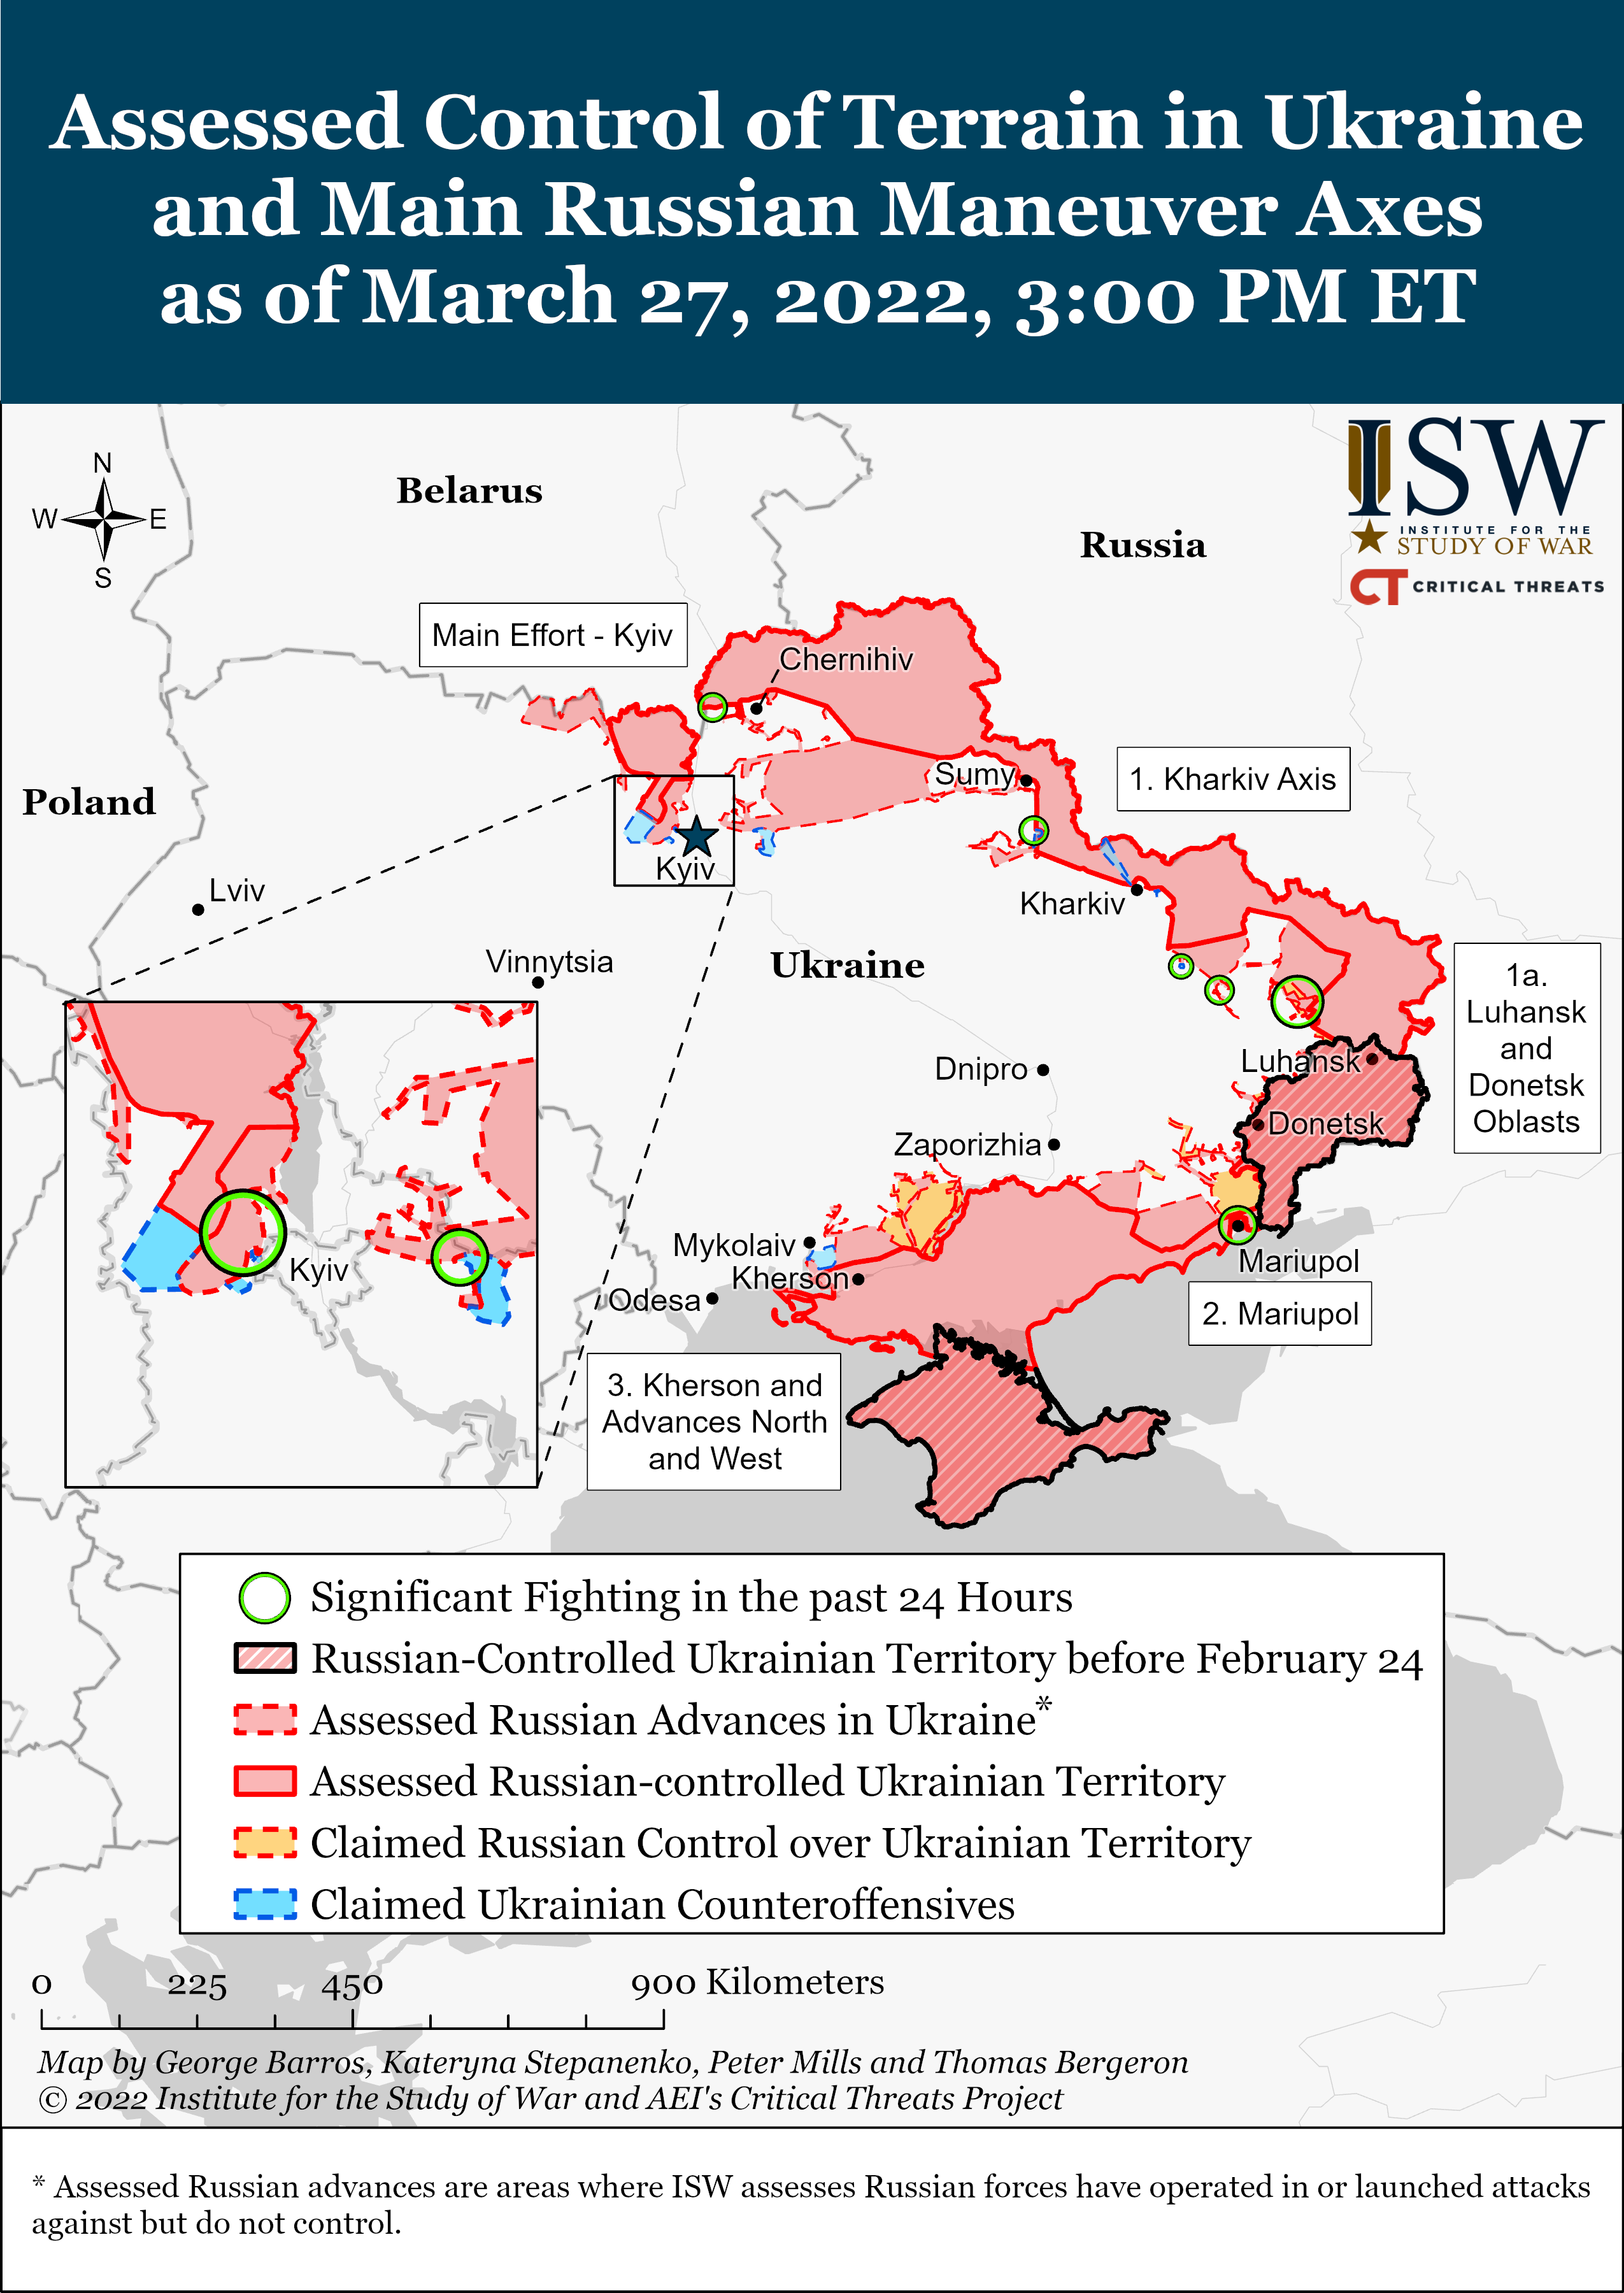 Assessed Control of Terrain in Ukraine
and Main Russian Maneuver Axes
as of March 27, 2022, 3:00 PM ET
N
W
E
S
Belarus
Russia
ISW
INSTITUTE FOR THE
STUDY OF WAR
CT CRITICAL THREATS
Main Effort - Kyiv
Chernihiv
Sumy
1. Kharkiv Axis
Poland
Kyiv
Lviv
Kharkiv
Vinnytsia
Ukraine
1a.
Luhansk
and
Donetsk
Oblasts
Dnipro
Luhansk
Donetsk
Zaporizhia
Kyiv
Mykolaiv
Kherson
Odesa
Mariupol
2. Mariupol
3. Kherson and
Advances North
and West
Significant Fighting in the past 24 Hours
Russian-Controlled Ukrainian Territory before February 24
Assessed Russian Advances in Ukraine*
Assessed Russian-controlled Ukrainian Territory
Claimed Russian Control over Ukrainian Territory
Claimed Ukrainian Counteroffensives
0 225 450 900 Kilometers
Map by George Barros, Kateryna Stepanenko, Peter Mills and Thomas Bergeron
© 2022 Institute for the Study of War and AEI's Critical Threats Project
* Assessed Russian advances are areas where ISW assesses Russian forces have operated in or launched attacks
against but do not control.